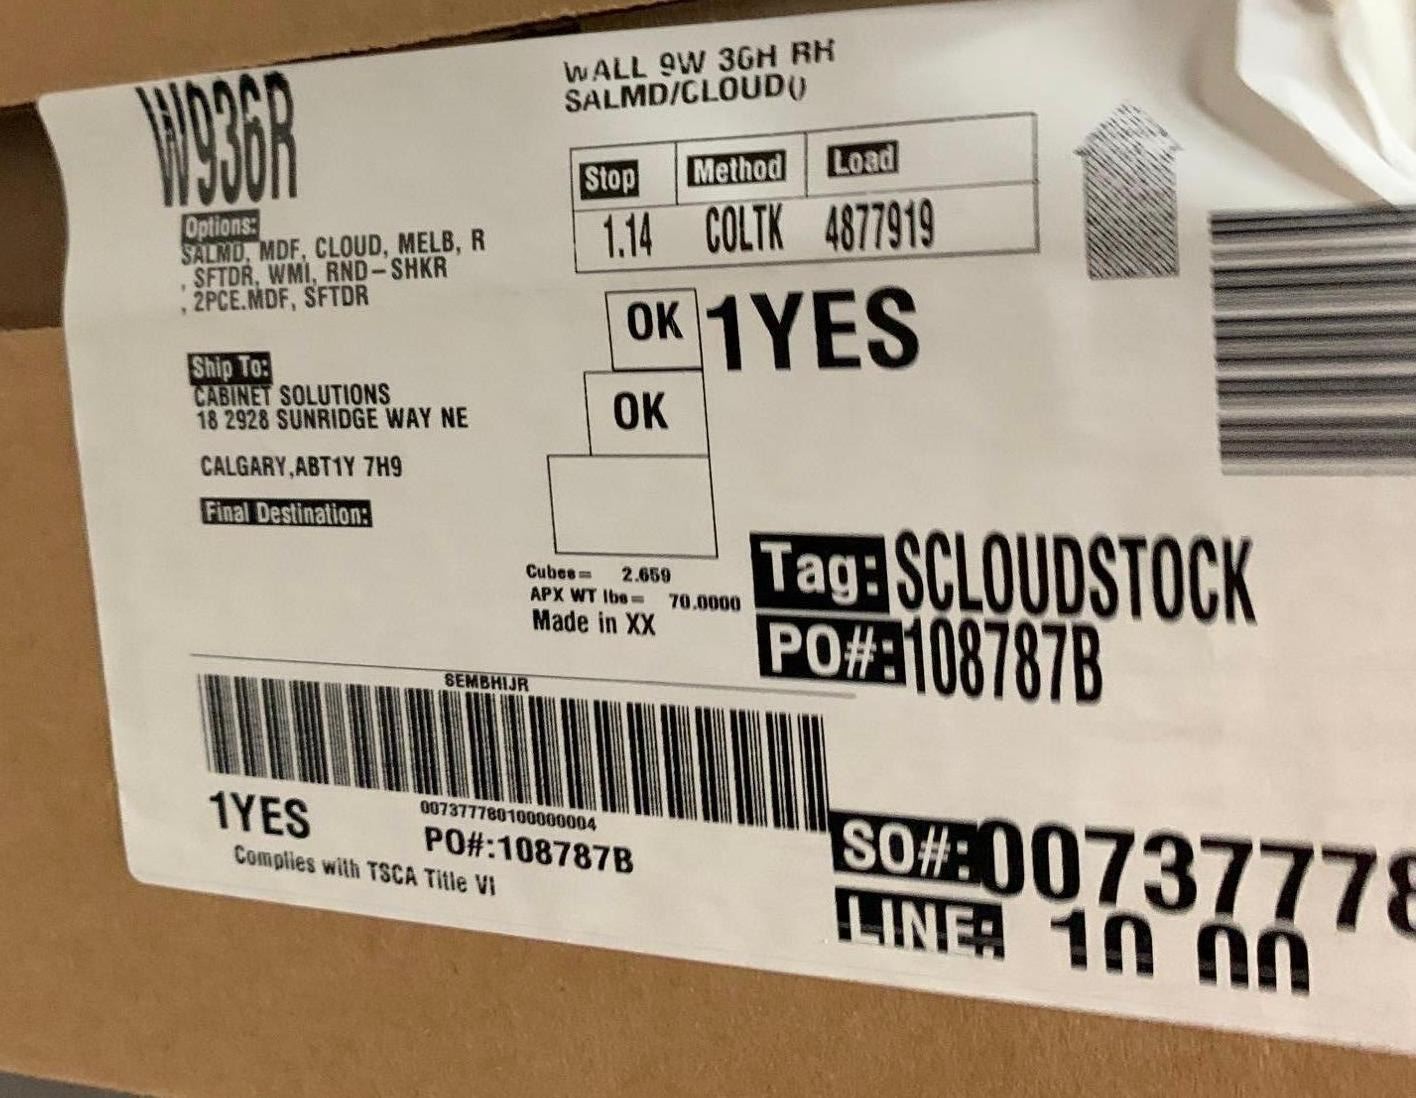 W936R
WALL 9W 36H RH
SALMD/CLOUD()
Stop Method Load
1.14 COLTK 4877919
Options:
SALMD, MDF, CLOUD, MELB, R
, SFTDR, WMI, RND-SHKR
, 2PCE.MDF, SFTDR
OK 1YES
OK
Ship To:
CABINET SOLUTIONS
18 2928 SUNRIDGE WAY NE
CALGARY,ABT1Y 7H9
Final Destination:
Cubes= 2.659
APX WT lbs= 70.0000
Made in XX
Tag: SCLOUDSTOCK
PO#: 108787B
SEMBHIJR
007377780100000004
1YES
PO#:108787B
Complies with TSCA Title VI
SO#: 00737778
LINE: 10 00